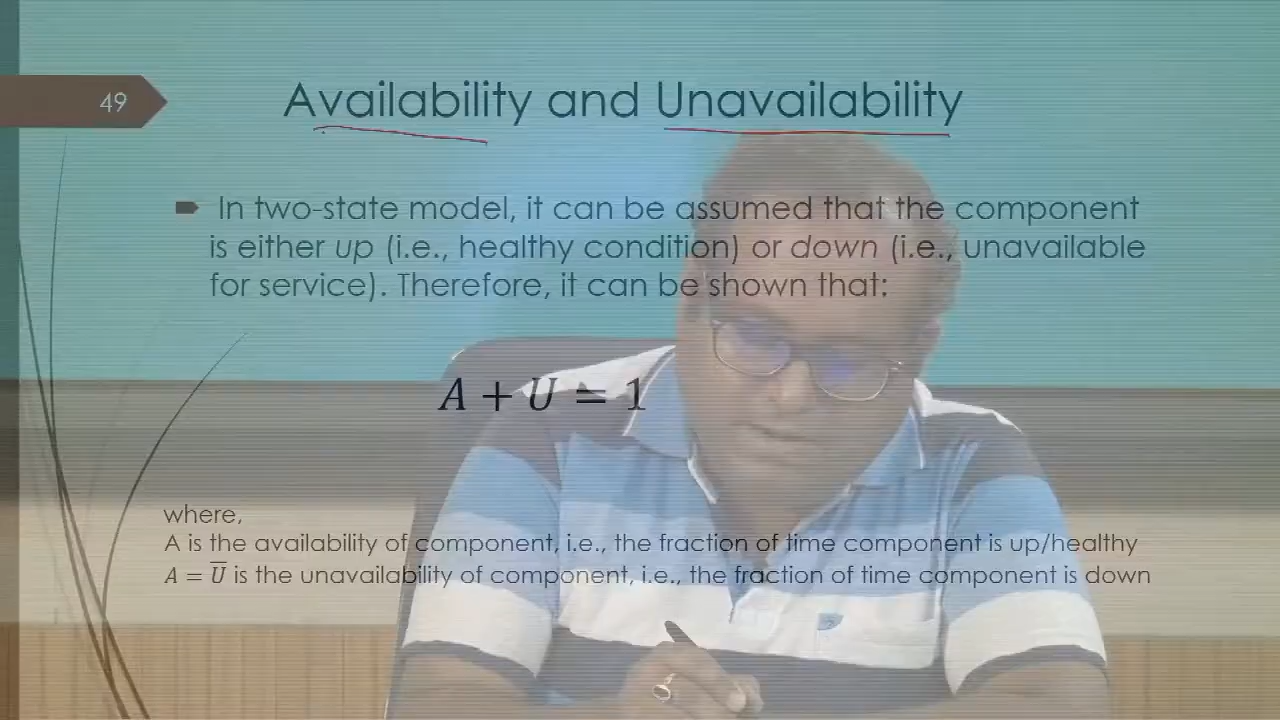 49
Availability and Unavailability
In two-state model, it can be assumed that the component
is either up (i.e., healthy condition) or down (i.e., unavailable
for service). Therefore, it can be shown that:
A + U = 1
where,
A is the availability of component, i.e., the fraction of time component is up/healthy
A = U̅ is the unavailability of component, i.e., the fraction of time component is down